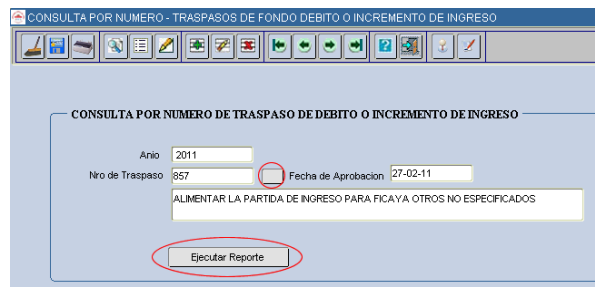 CONSULTA POR NUMERO - TRASPASOS DE FONDO DEBITO O INCREMENTO DE INGRESO
CONSULTA POR NUMERO DE TRASPASO DE DEBITO O INCREMENTO DE INGRESO
Anio 2011
Nro de Traspaso 857 Fecha de Aprobacion 27-02-11
ALIMENTAR LA PARTIDA DE INGRESO PARA FICAYA OTROS NO ESPECIFICADOS
Ejecutar Reporte